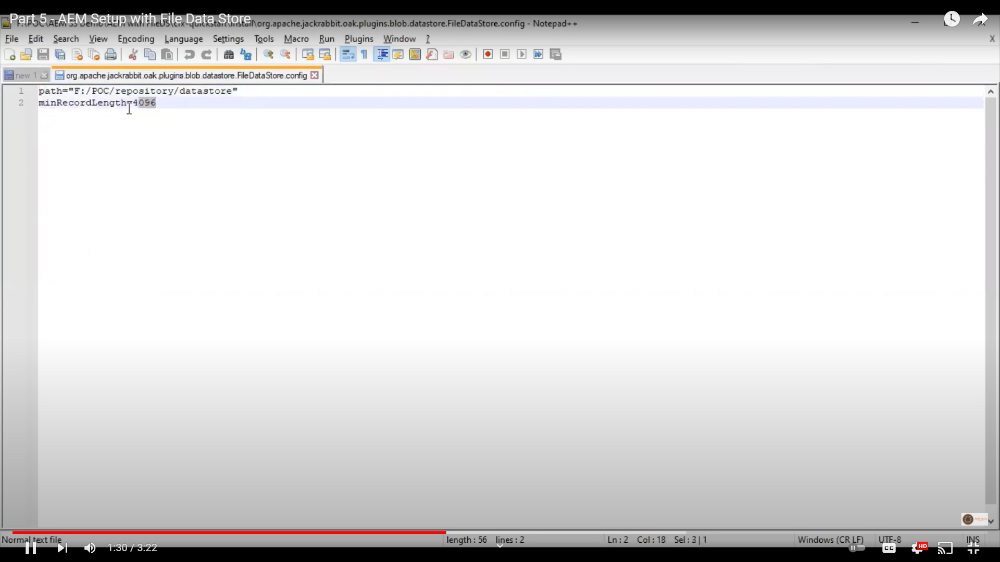 Part 5 - AEM Setup with File Data Store
\org.apache.jackrabbit.oak.plugins.blob.datastore.FileDataStore.config - Notepad++
File Edit Search View Encoding Language Settings Tools Macro Run Plugins Window ?
X
new 1 org.apache.jackrabbit.oak.plugins.blob.datastore.FileDataStore.config
1 path="F:/POC/repository/datastore"
2 minRecordLength=4096
Normal text file length : 56 lines : 2 Ln : 2 Col : 18 Sel : 3 | 1 Windows (CR LF) UTF-8 INS
1:30 / 3:22 CC HD